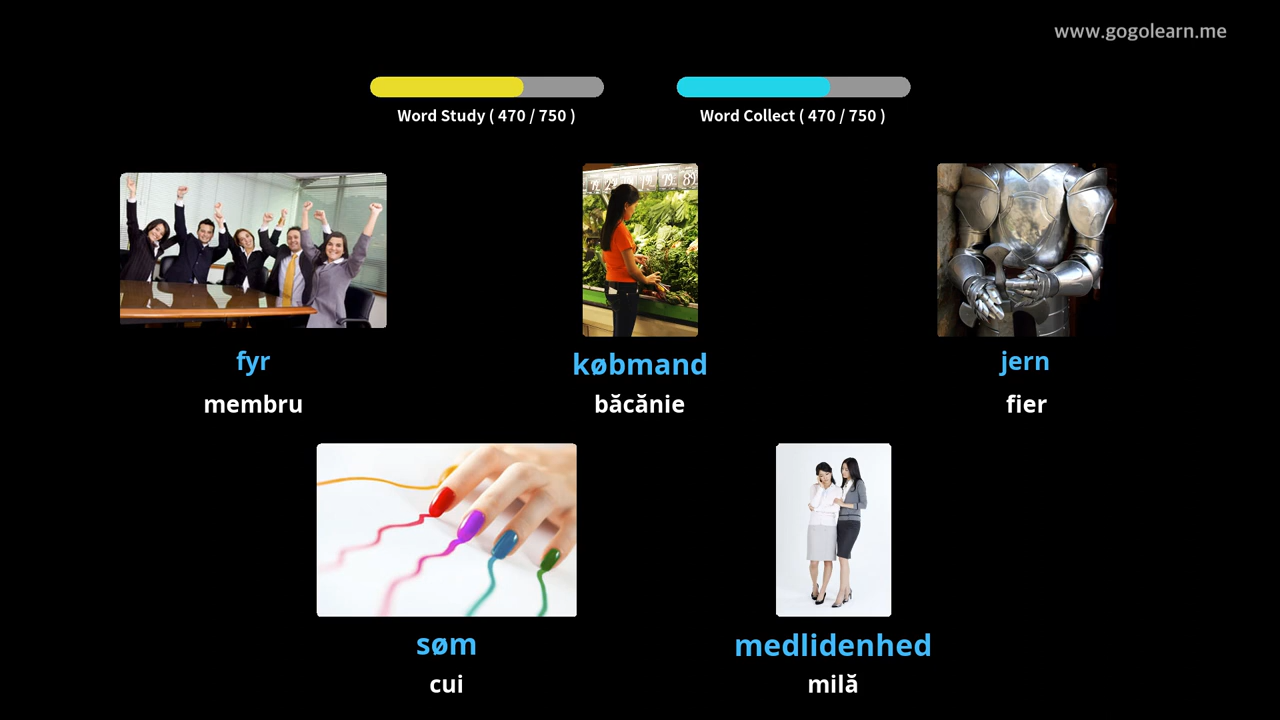 www.gogolearn.me
Word Study ( 470 / 750 )
Word Collect ( 470 / 750 )
fyr
membru
købmand
băcănie
jern
fier
søm
cui
medlidenhed
milă